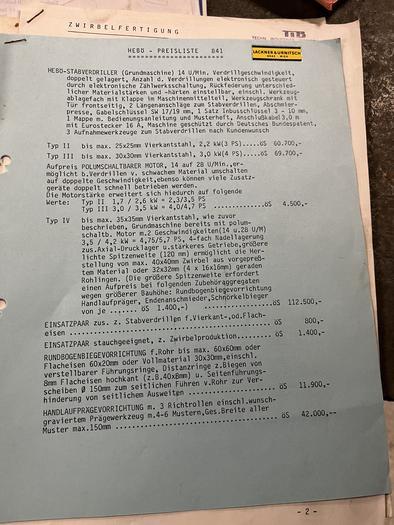 ZWIRBELFERTIGUNG
HEBO - PREISLISTE 841
LACKNER & URNITSCH
HEBO-STABVERDRILLER (Grundmaschine) 14 U/Min. Verdrillgeschwindigkeit,
doppelt gelagert, Anzahl d. Verdrillungen elektronisch gesteuert
durch elektronische Zählwerksschaltung, Rückfederung unterschied-
licher Materialstärken und -härten einstellbar, einschl. Werkzeug-
ablagefach mit Klappe im Maschinenmittelteil, Werkzeugschrank mit
Tür frontseitig, 2 Längenanschläge zum Stabverdrillen, Abschmier-
presse, Gabelschlüssel SW 17/19 mm, 1 Satz Inbusschlüssel 3 - 10 mm,
1 Mappe m. Bedienungsanleitung und Musterheft, Anschlußkabel 3,0 m
mit Eurostecker 16 A, Maschine geschützt durch Deutsches Bundespatent,
3 Aufnahmewerkzeuge zum Stabverdrillen nach Kundenwunsch
Typ II bis max. 25x25mm Vierkantstahl, 2,2 kW(3 PS).....öS 60.700,-
Typ III bis max. 30x30mm Vierkantstahl, 3,0 kW(4 PS)....öS 69.700,-
Aufpreis POLUMSCHALTBARER MOTOR, 14 auf 28 U/Min.,er-
möglicht b.Verdrillen v. schwachem Material umschalten
auf doppelte Geschwindigkeit,ebenso können viele Zusatz-
geräte doppelt schnell betrieben werden.
Die Motorstärke erweitert sich hiedurch auf folgende
Werte: Typ II 1,7 / 2,6 kW = 2,3/3,5 PS
Typ III 3,0 / 3,5 kW = 4,0/4,7 PS ..............öS 4.500,-
Typ IV bis max. 35x35mm Vierkantstahl, wie zuvor
beschrieben, Grundmaschine bereits mit polum-
schaltb. Motor m.2 Geschwindigkeiten(14 u.28 U/M)
3,5 / 4,2 kW = 4,75/5,7 PS, 4-fach Nadellagerung
zus.Axial-Drucklager u.stärkeres Getriebe,größere
lichte Spitzenweite (120 mm) ermöglicht die Her-
stellung von max. 40x40mm Zwirbel aus vorgepreß-
tem Material oder 32x32mm (4 x 16x16mm) geraden
Rohlingen. (Die größere Spitzenweite erfordert
einen Aufpreis bei folgenden Zubehöraggregaten
wegen größerer Bauhöhe: Rundbogenbiegevorrichtung
Handlaufpräger, Endenanschmieder,Schnörkelbieger
von je ....... öS 1.400,-) ..................öS 112.500,-
EINSATZPAAR zus. z. Stabverdrillen f.Vierkant-,od.Flach-
eisen ............................................ öS 800,-
EINSATZPAAR stauchgeeignet, z. Zwirbelproduktion....... öS 1.400,-
RUNDBOGENBIEGEVORRICHTUNG f.Rohr bis max. 60x60mm oder
Flacheisen 60x20mm oder Vollmaterial 30x30mm,einschl.
verstellbarer Führungsrolle, Distanzringe z.Biegen von
8mm Flacheisen hochkant (z.B.40x8mm) u. Seitenführungs-
scheiben Ø 150mm zum seitlichen Führen v.Rohr zur Ver-
hinderung von seitlichem Ausweiten ................ öS 11.900,-
HANDLAUFPRÄGEVORRICHTUNG m. 3 Richtrollen einschl.wunsch-
graviertem Prägewerkzeug m.4-6 Mustern,Ges.Breite aller
Muster max.150mm ................................. öS 42.000,--
- 2 -